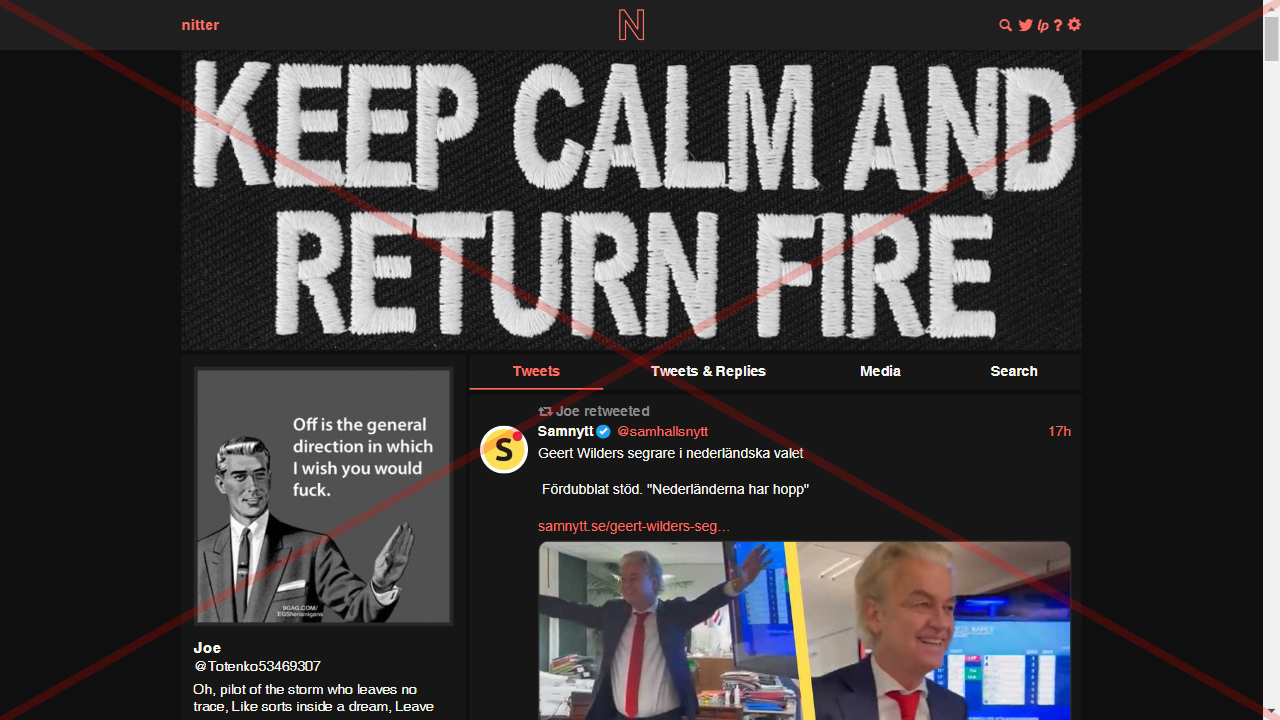 nitter
N
lp ?
KEEP CALM AND
RETURN FIRE
Tweets
Tweets & Replies
Media
Search
Off is the general
direction in which
I wish you would
fuck.
9GAG.COM/
EGShenanigans
Joe
@Totenko53469307
Oh, pilot of the storm who leaves no
trace, Like sorts inside a dream, Leave
Joe retweeted
S
Samnytt @samhallsnytt 17h
Geert Wilders segrare i nederländska valet
Fördubblat stöd. "Nederländerna har hopp"
samnytt.se/geert-wilders-seg…